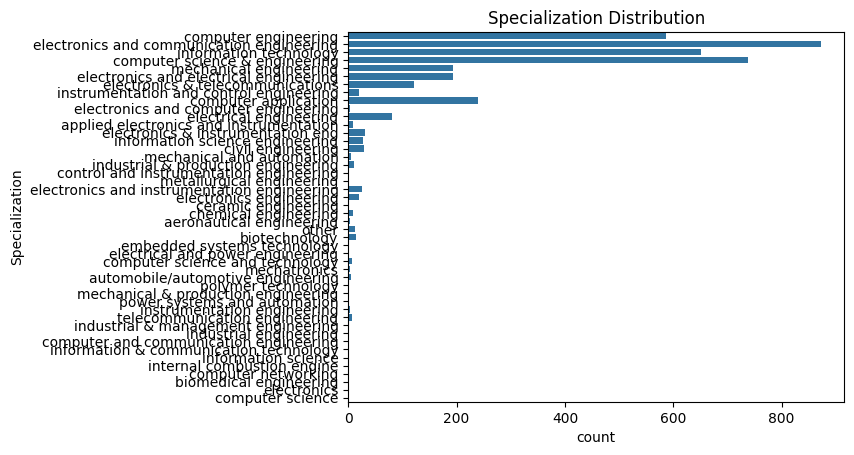 Specialization Distribution
computer engineering
electronics and communication engineering
information technology
computer science & engineering
mechanical engineering
electronics and electrical engineering
electronics & telecommunications
instrumentation and control engineering
computer application
electronics and computer engineering
electrical engineering
applied electronics and instrumentation
electronics & instrumentation eng
information science engineering
civil engineering
mechanical and automation
industrial & production engineering
control and instrumentation engineering
metallurgical engineering
electronics and instrumentation engineering
electronics engineering
ceramic engineering
chemical engineering
aeronautical engineering
other
biotechnology
embedded systems technology
electrical and power engineering
computer science and technology
mechatronics
automobile/automotive engineering
polymer technology
mechanical & production engineering
power systems and automation
instrumentation engineering
telecommunication engineering
industrial & management engineering
industrial engineering
computer and communication engineering
information & communication technology
information science
internal combustion engine
computer networking
biomedical engineering
electronics
computer science
Specialization
0 200 400 600 800
count